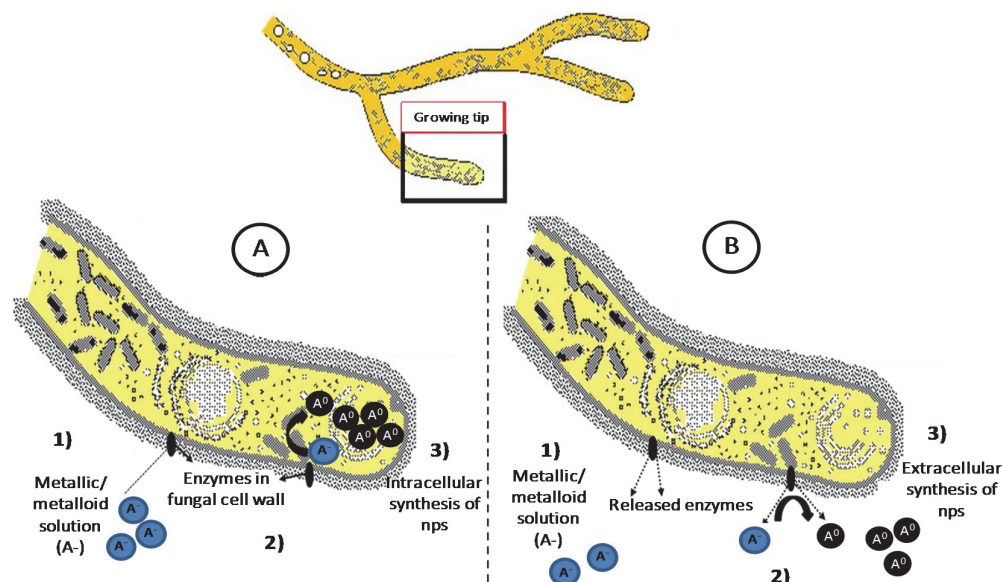 Growing tip
A
A⁰
A⁰
A⁰
A⁰
A⁰
A⁻
1)
3)
Metallic/
metalloid
solution
(A-)
Enzymes in
fungal cell wall
Intracellular
synthesis of
nps
A⁻
A⁻
A⁻
2)
B
1)
3)
Metallic/
metalloid
solution
(A-)
Released enzymes
Extracellular
synthesis of
nps
A⁻
A⁻
A⁻
A⁰
A⁰
A⁰
A⁰
2)